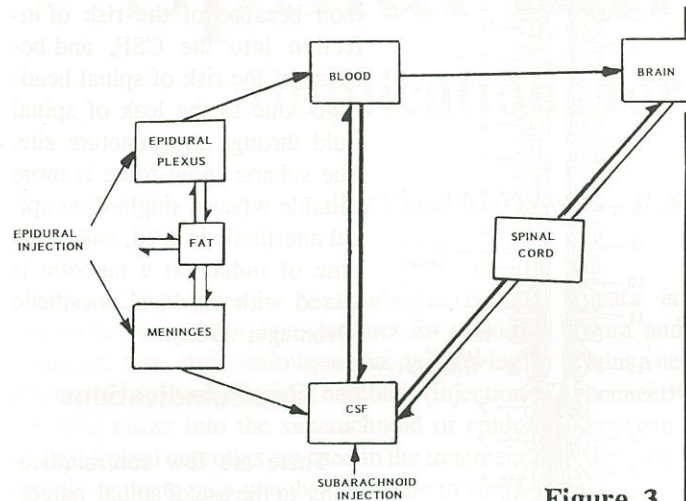 BLOOD
BRAIN
EPIDURAL
PLEXUS
EPIDURAL
INJECTION
FAT
SPINAL
CORD
MENINGES
CSF
SUBARACHNOID
INJECTION
Figure 3